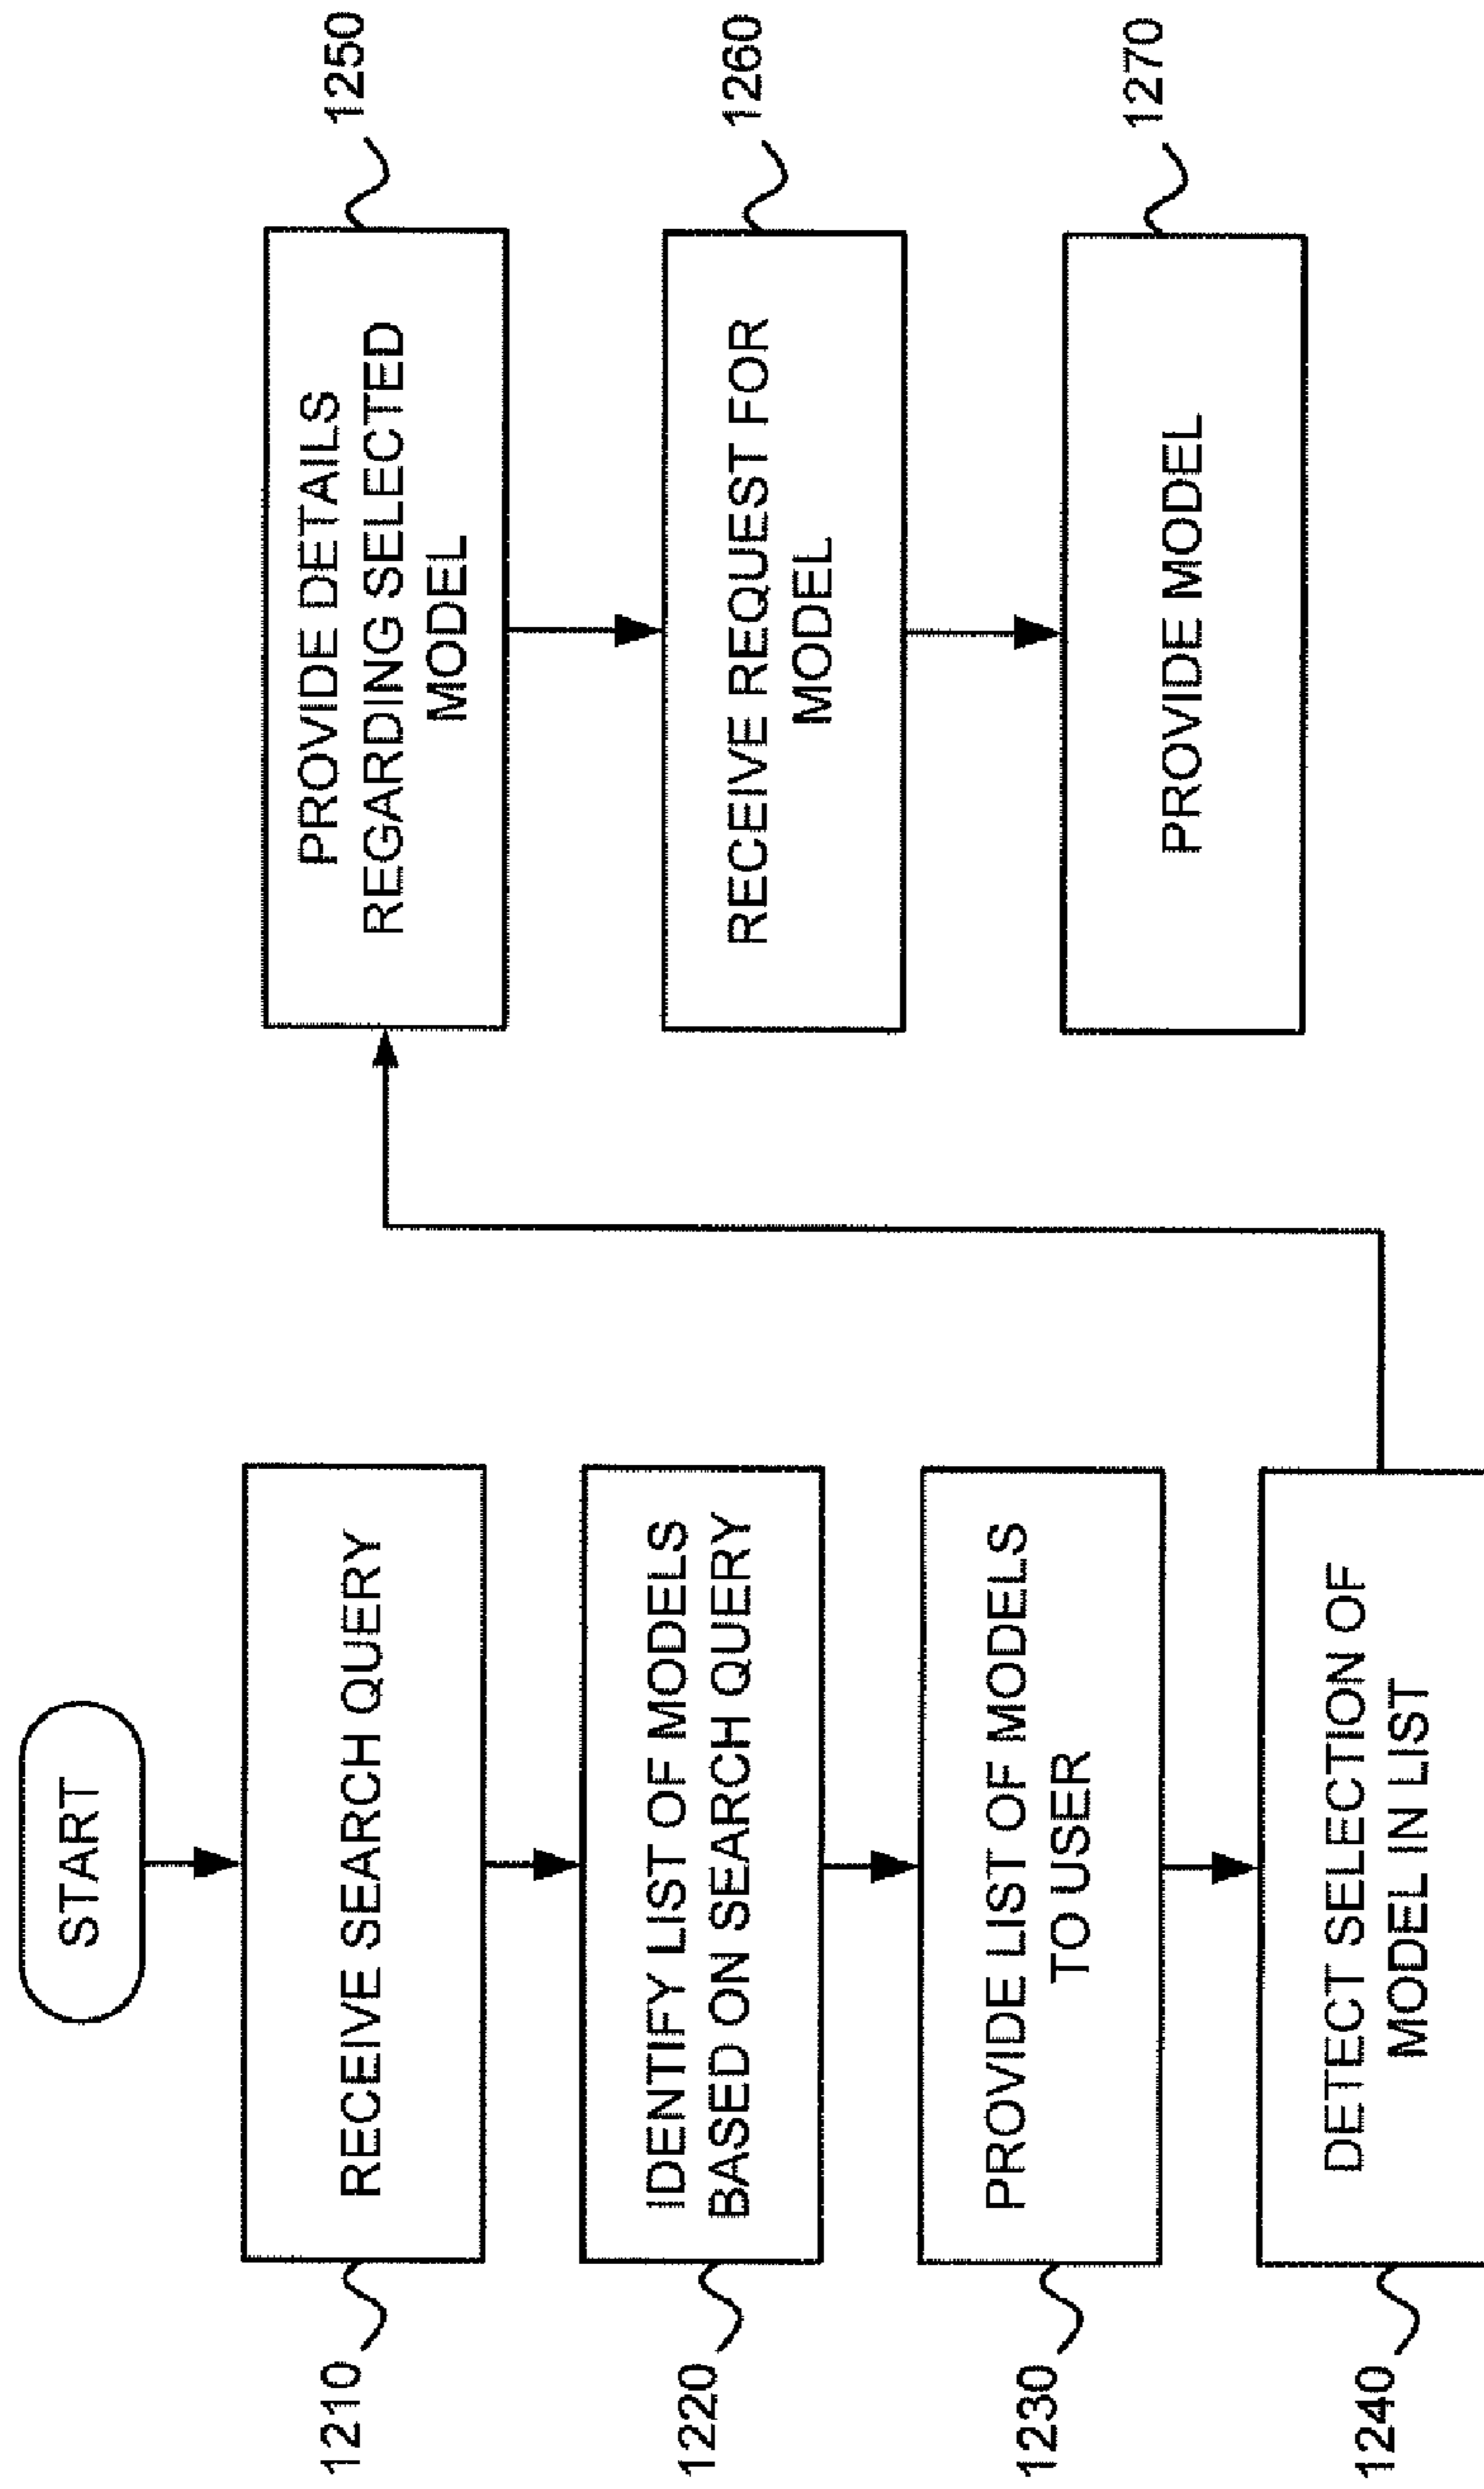 START
1210
RECEIVE SEARCH QUERY
1220
IDENTIFY LIST OF MODELS
BASED ON SEARCH QUERY
1230
PROVIDE LIST OF MODELS
TO USER
1240
DETECT SELECTION OF
MODEL IN LIST
PROVIDE DETAILS
REGARDING SELECTED
MODEL
1250
RECEIVE REQUEST FOR
MODEL
1260
PROVIDE MODEL
1270